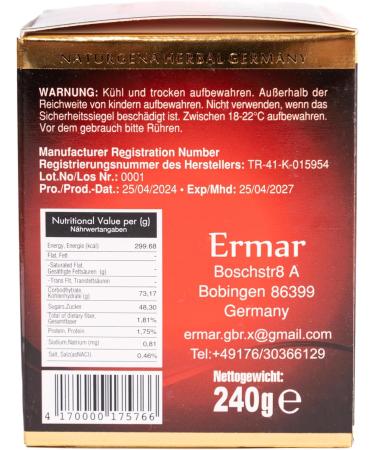 NATURGENA HERBAL GERMANY
WARNUNG: Kühl und trocken aufbewahren. Außerhalb der
Reichweite von kindern aufbewahren. Nicht verwenden, wenn das
Sicherheitssiegel beschädigt ist. Zwischen 18-22°C aufbewahren.
Vor dem gebrauch bitte Rühren.
Manufacturer Registration Number
Registrierungsnummer des Herstellers: TR-41-K-015954
Lot.No/Los Nr.: 0001
Pro./Prod.-Dat.: 25/04/2024 • Exp/Mhd: 25/04/2027
Nutritional Value per (g)
Nährwertangaben
Energy, Energie (kcal) 299.68
Flat, Fett. -
-Saturated Flat,
Gesättigte Fettsäuren (g) -
-Trans Flit, Transfettsäuren -
Corbodtyhdrate,
Kohlenhydrate (g) 73,17
Sugars,Zucker 48,30
Total of dietary fiber,
Gesamtfaser 1,81%
Protein, Protein 1,75%
Sodium,Natrium (mg) 0,81
Salt, Salz(asNACl) 0,46%
4 170000 175766
Ermar
Boschstr8 A
Bobingen 86399
Germany
ermar.gbr.x@gmail.com
Tel:+49176/30366129
Nettogewicht:
240g e